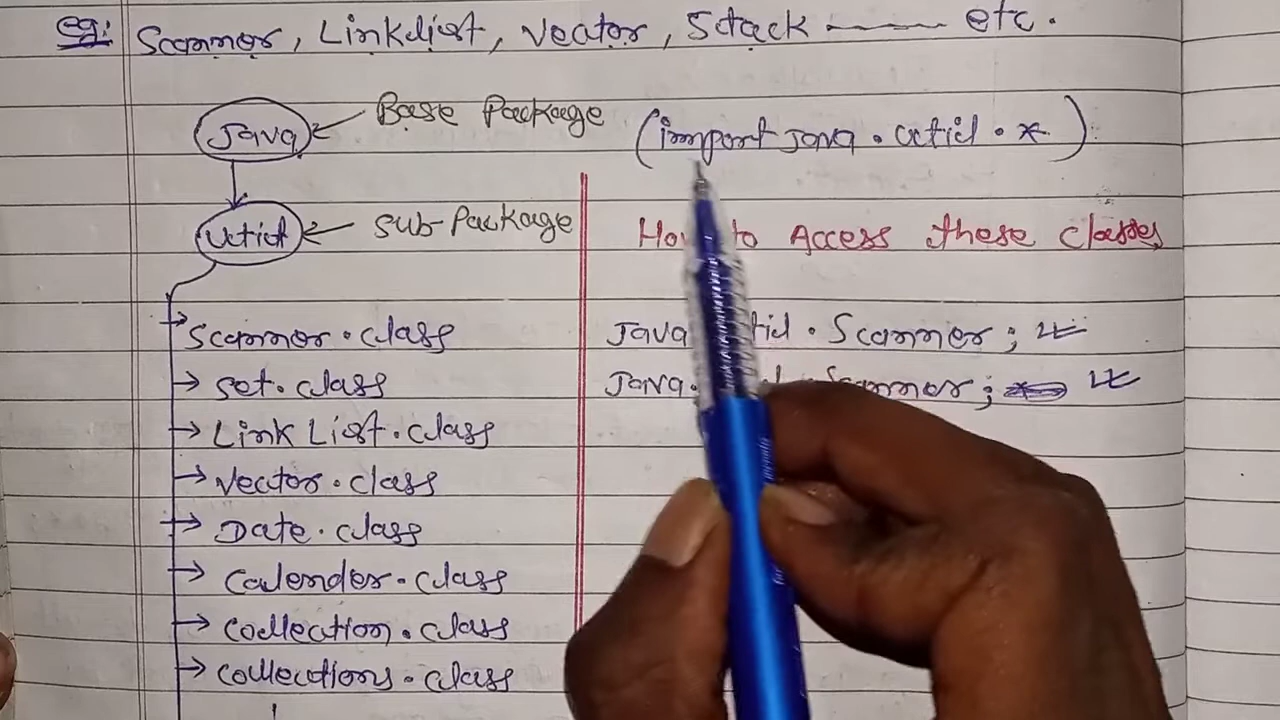 eg: Scanner, Linkdlist, Vector, Stack —— etc.
Java ← Base Package (import java.util.*)
Util ← Sub-Package
How to Access these classes
Scanner.class
Java. Scanner;
→ Set.class
Java. Scanner;
→ Link List.class
→ Vector.class
→ Date.class
→ Calender.class
→ Collection.class
→ Collections.class